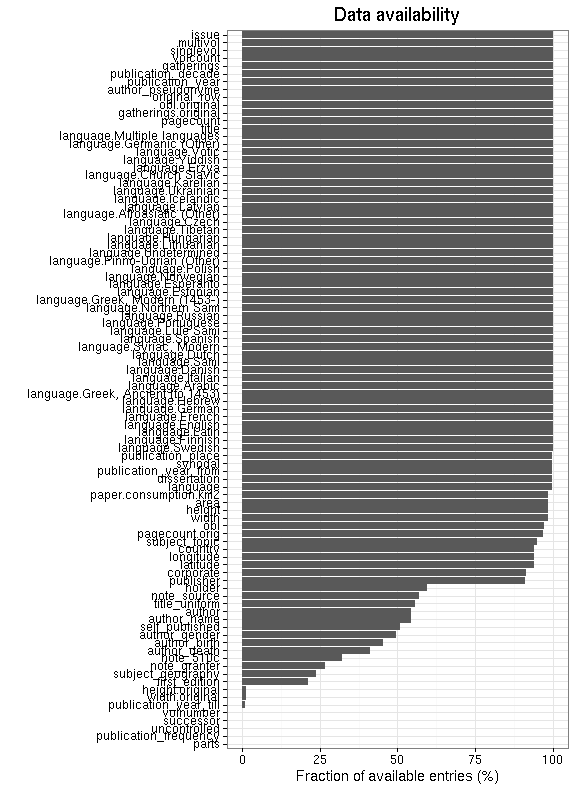 Data availability
issue
multivol
singlevol
volcount
gatherings
publication_decade
publication_year
author_pseudonyme
original_row
obl.original
gatherings.original
pagecount
title
language.Multiple languages
language.Germanic (Other)
language.Votic
language.Yiddish
language.Erzya
language.Church Slavic
language.Karelian
language.Ukrainian
language.Icelandic
language.Latvian
language.Afroasiatic (Other)
language.Czech
language.Tibetan
language.Hungarian
language.Lithuanian
language.Undetermined
language.Finno-Ugrian (Other)
language.Polish
language.Norwegian
language.Esperanto
language.Estonian
language.Greek, Modern (1453-)
language.Northern Sami
language.Russian
language.Portuguese
language.Lule Sami
language.Spanish
language.Syriac, Modern
language.Dutch
language.Sami
language.Danish
language.Italian
language.Arabic
language.Greek, Ancient (to 1453)
language.Hebrew
language.German
language.French
language.English
language.Latin
language.Finnish
language.Swedish
publication_place
synodal
publication_year_from
dissertation
language
paper.consumption.km2
area
height
width
obl
pagecount.orig
subject_topic
country
longitude
latitude
corporate
publisher
holder
note_source
title_uniform
author
author_name
self_published
author_gender
author_birth
author_death
note_510c
note_granter
subject_geography
first_edition
height.original
width.original
publication_year_till
volnumber
successor
uncontrolled
publication_frequency
parts
0 25 50 75 100
Fraction of available entries (%)